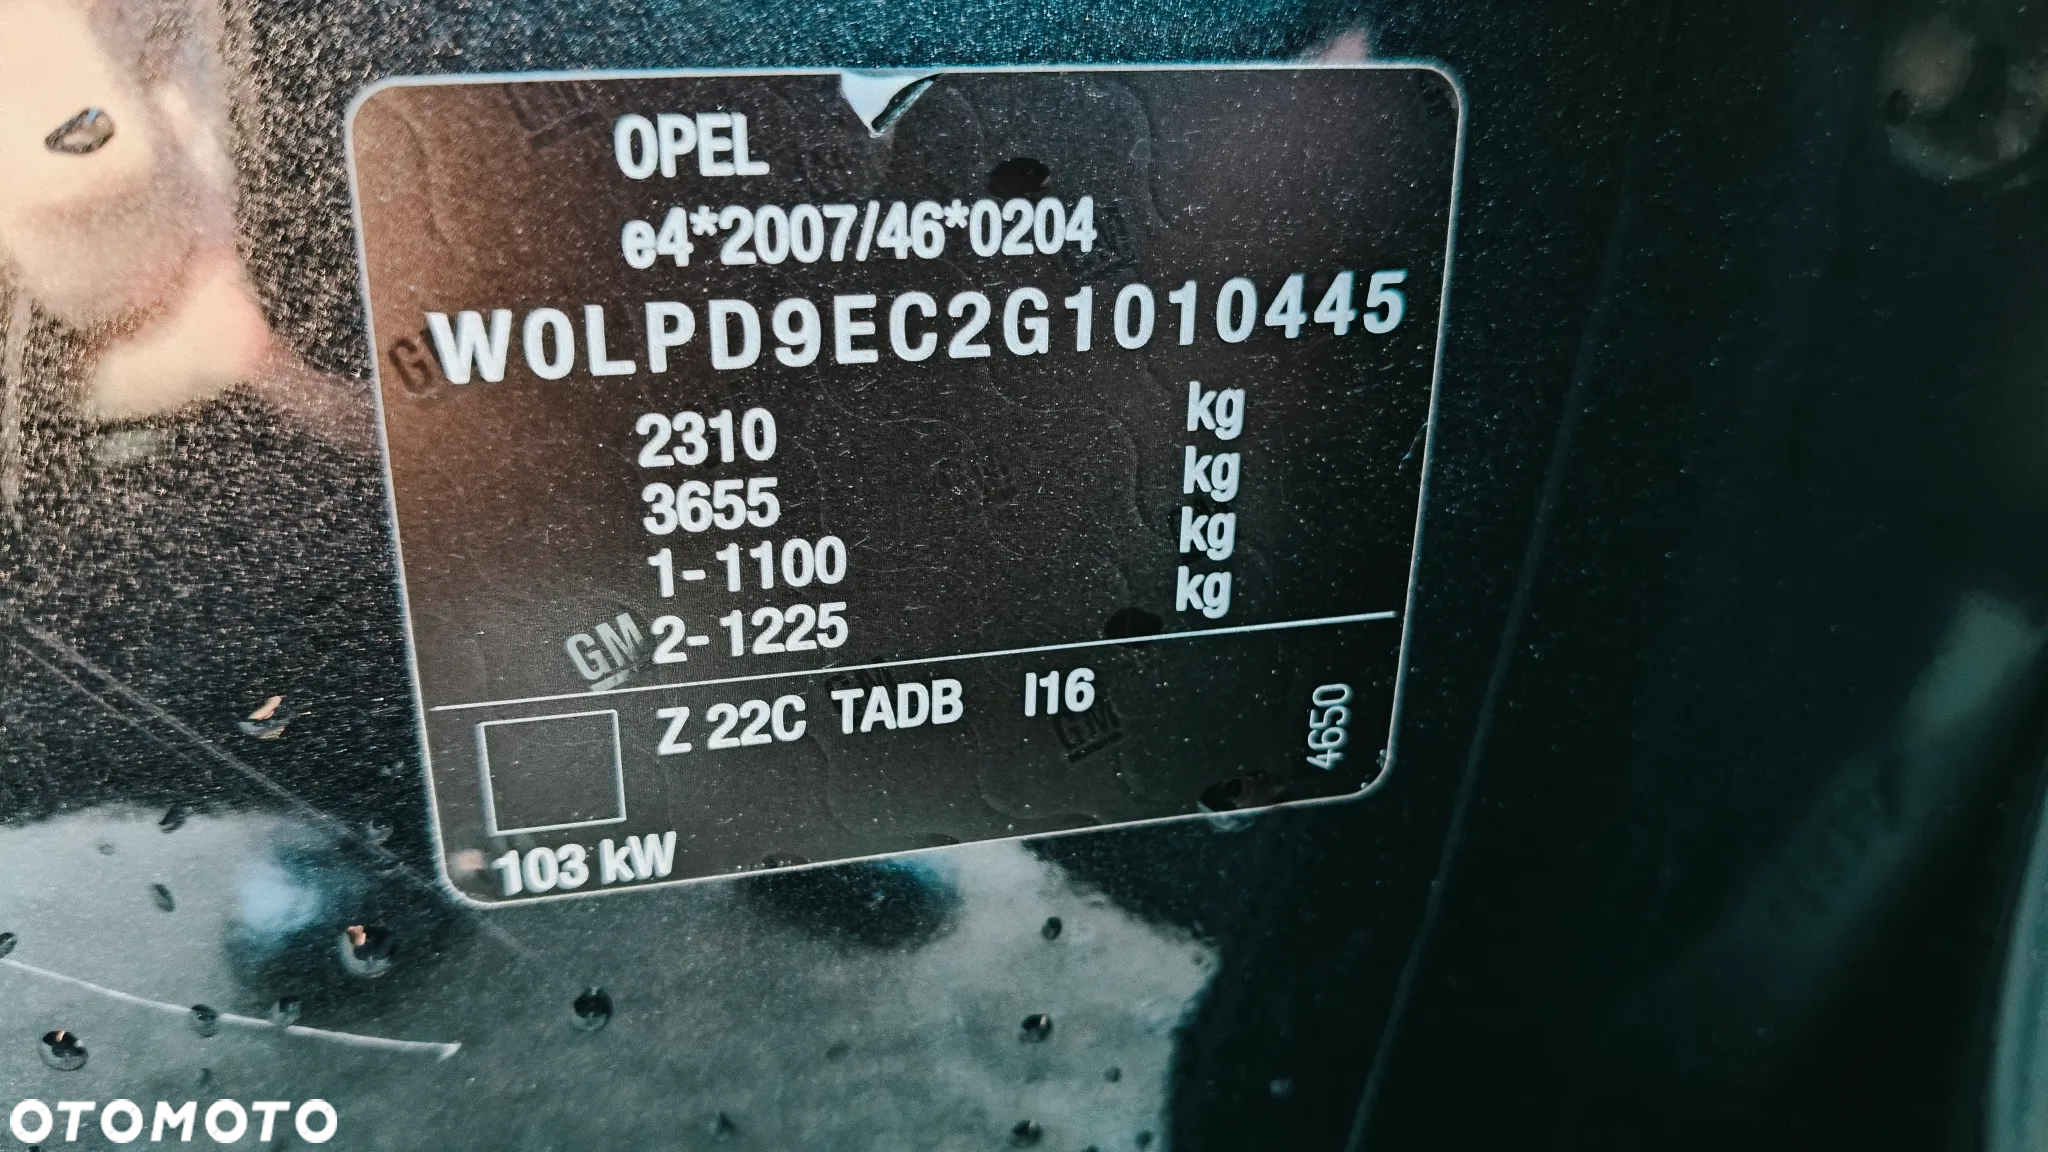 OPEL
e4*2007/46*0204
W0LPD9EC2G1010445
2310 kg
3655 kg
1-1100 kg
2-1225 kg
GM
Z 22C TADB I16
4650
103 kW
OTOMOTO